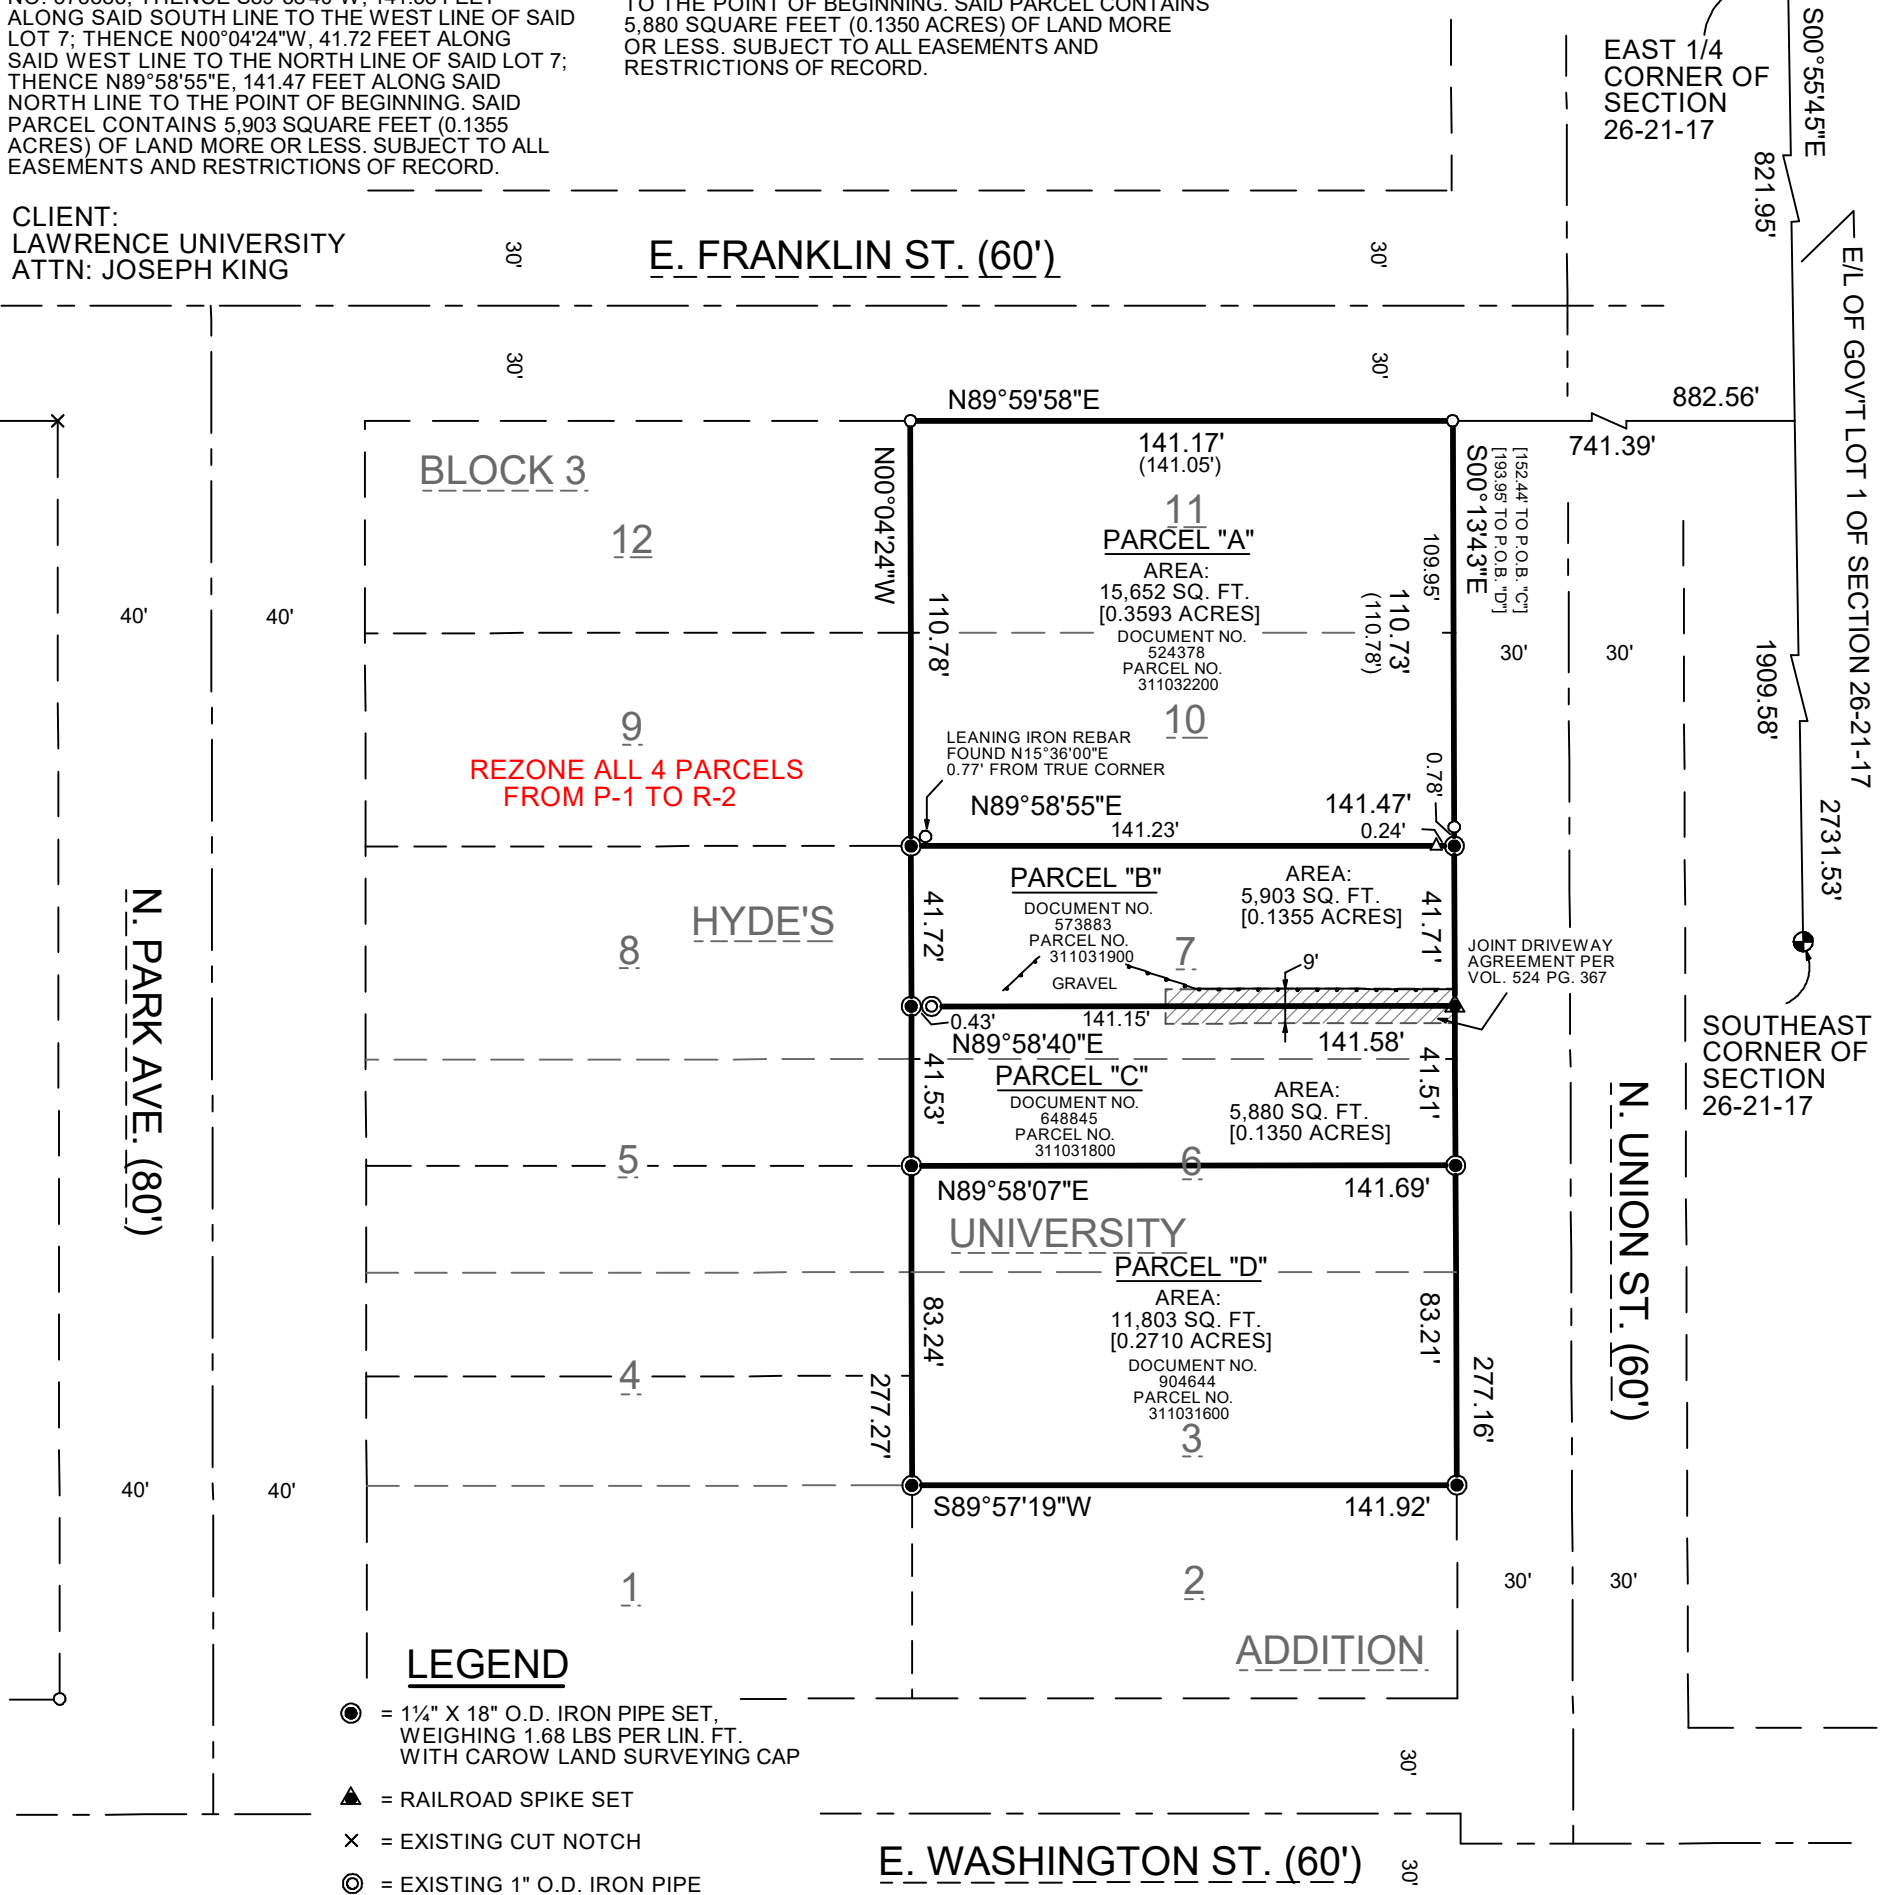 ALONG SAID SOUTH LINE TO THE WEST LINE OF SAID
LOT 7; THENCE N00°04'24"W, 41.72 FEET ALONG
SAID WEST LINE TO THE NORTH LINE OF SAID LOT 7;
THENCE N89°58'55"E, 141.47 FEET ALONG SAID
NORTH LINE TO THE POINT OF BEGINNING. SAID
PARCEL CONTAINS 5,903 SQUARE FEET (0.1355
ACRES) OF LAND MORE OR LESS. SUBJECT TO ALL
EASEMENTS AND RESTRICTIONS OF RECORD.
TO THE POINT OF BEGINNING. SAID PARCEL CONTAINS
5,880 SQUARE FEET (0.1350 ACRES) OF LAND MORE
OR LESS. SUBJECT TO ALL EASEMENTS AND
RESTRICTIONS OF RECORD.
EAST 1/4
CORNER OF
SECTION
26-21-17
S00°55'45"E
821.95'
CLIENT:
LAWRENCE UNIVERSITY
ATTN: JOSEPH KING
30'
E. FRANKLIN ST. (60')
30'
E/L OF GOV'T LOT 1 OF SECTION 26-21-17
30'
30'
N89°59'58"E
882.56'
141.17'
(141.05')
741.39'
BLOCK 3
N00°04'24"W
S00°13'43"E
[152.44' TO P.O.B. "C"]
[193.95' TO P.O.B. "D"]
11
12
PARCEL "A"
AREA:
15,652 SQ. FT.
[0.3593 ACRES]
DOCUMENT NO.
524378
PARCEL NO.
311032200
109.95'
110.73'
(110.78')
110.78'
40'
40'
30'
30'
1909.58'
9
10
REZONE ALL 4 PARCELS
FROM P-1 TO R-2
LEANING IRON REBAR
FOUND N15°36'00"E
0.77' FROM TRUE CORNER
0.78'
N89°58'55"E
141.47'
141.23'
0.24'
2731.53'
N. PARK AVE. (80')
HYDE'S
8
PARCEL "B"
DOCUMENT NO.
573883
PARCEL NO.
311031900
GRAVEL
7
AREA:
5,903 SQ. FT.
[0.1355 ACRES]
41.72'
41.71'
9'
JOINT DRIVEWAY
AGREEMENT PER
VOL. 524 PG. 367
0.43'
141.15'
N89°58'40"E
141.58'
SOUTHEAST
CORNER OF
SECTION
26-21-17
41.53'
41.51'
PARCEL "C"
DOCUMENT NO.
648845
PARCEL NO.
311031800
AREA:
5,880 SQ. FT.
[0.1350 ACRES]
5
6
N89°58'07"E
141.69'
N. UNION ST. (60')
UNIVERSITY
PARCEL "D"
AREA:
11,803 SQ. FT.
[0.2710 ACRES]
DOCUMENT NO.
904644
PARCEL NO.
311031600
83.24'
83.21'
4
277.27'
277.16'
3
40'
40'
S89°57'19"W
141.92'
1
2
30'
30'
ADDITION
LEGEND
= 1¼" X 18" O.D. IRON PIPE SET,
WEIGHING 1.68 LBS PER LIN. FT.
WITH CAROW LAND SURVEYING CAP
= RAILROAD SPIKE SET
= EXISTING CUT NOTCH
= EXISTING 1" O.D. IRON PIPE
30'
E. WASHINGTON ST. (60')
30'